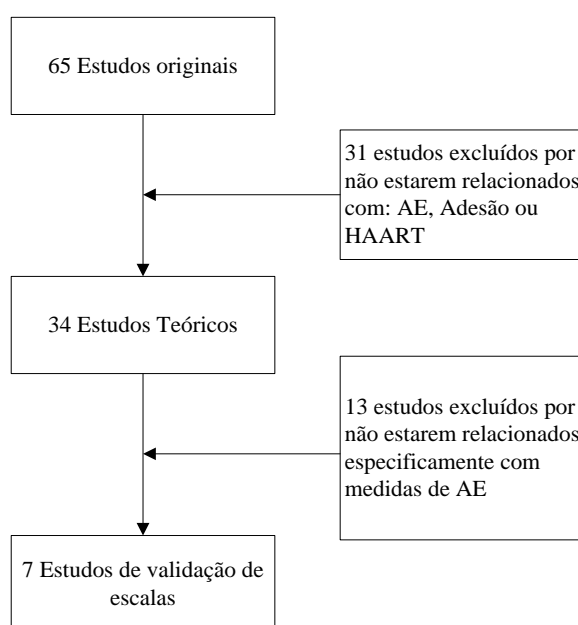 65 Estudos originais
31 estudos excluídos por
não estarem relacionados
com: AE, Adesão ou
HAART
34 Estudos Teóricos
13 estudos excluídos por
não estarem relacionados
especificamente com
medidas de AE
7 Estudos de validação de
escalas